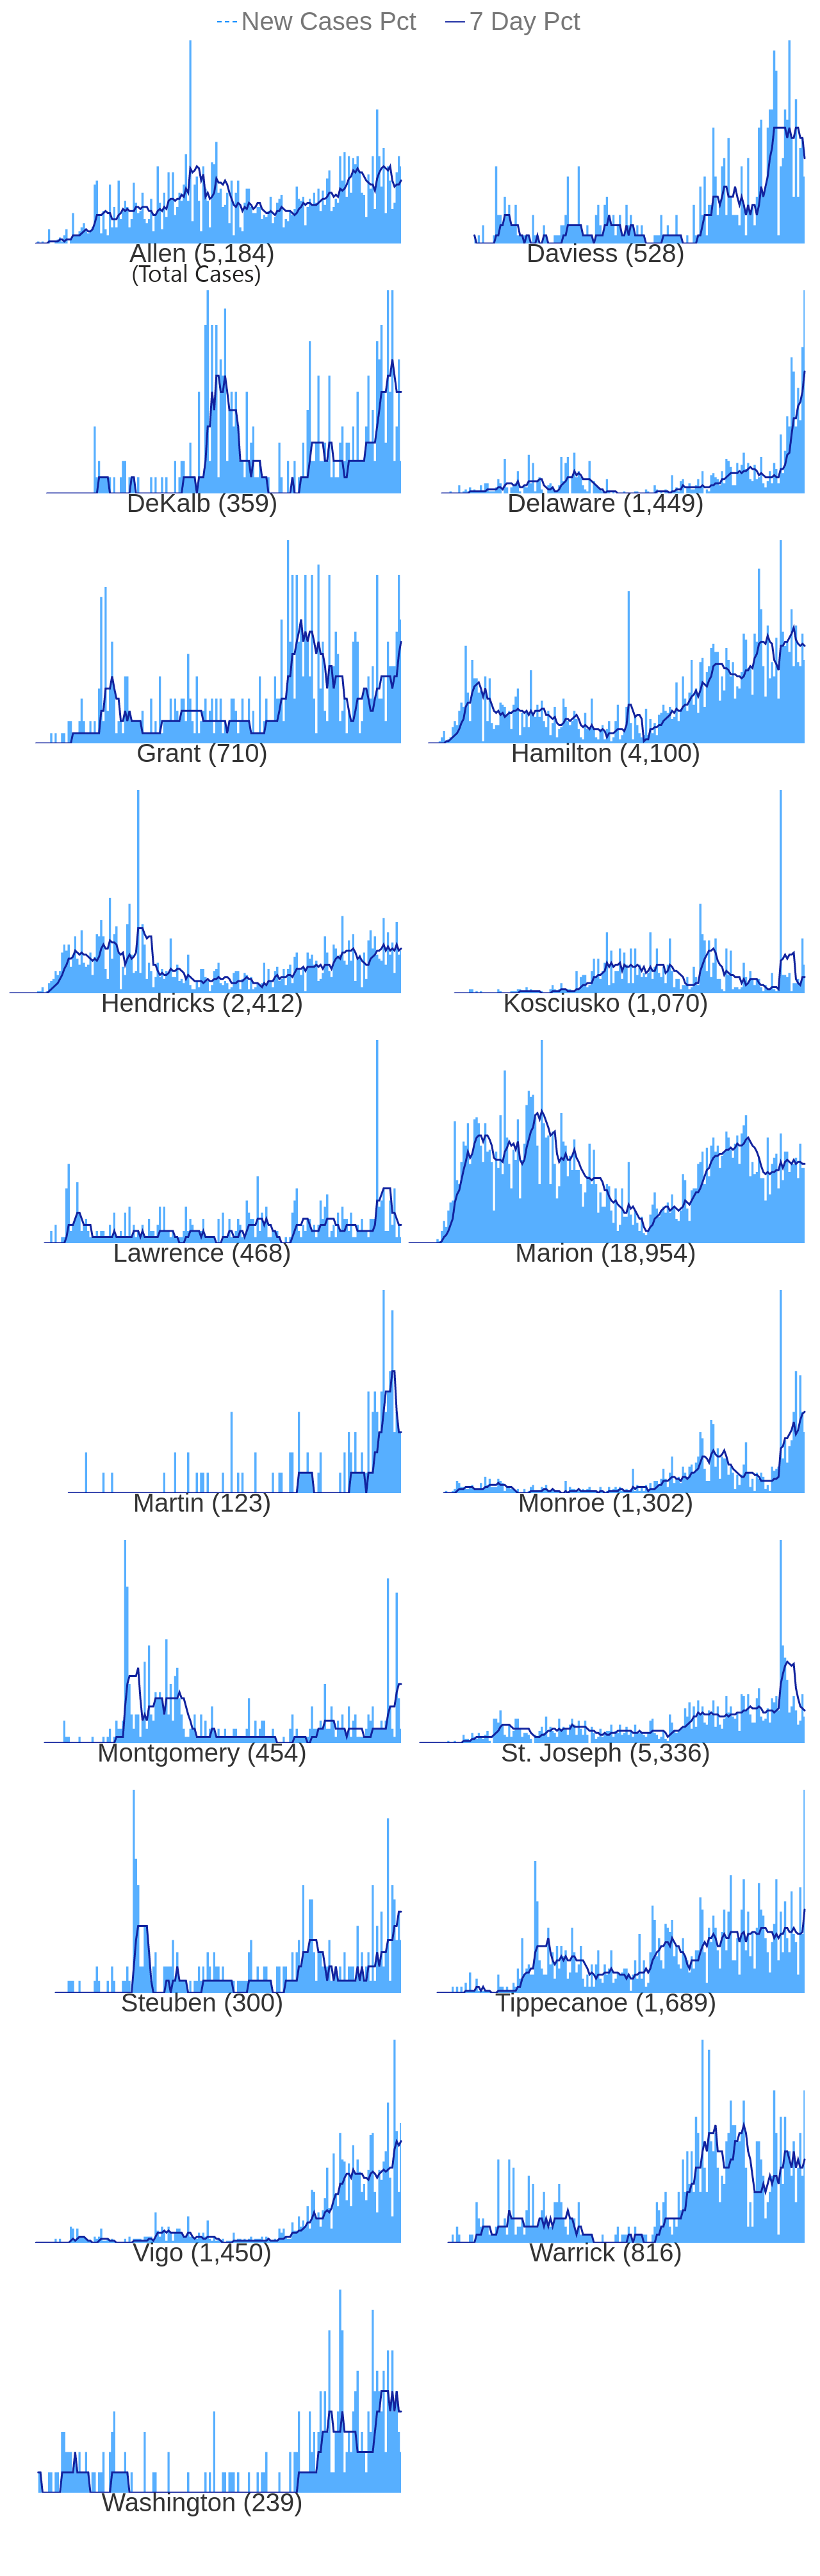 New Cases Pct 7 Day Pct
Allen (5,184) Daviess (528)
(Total Cases)
DeKalb (359) Delaware (1,449)
Grant (710) Hamilton (4,100)
Hendricks (2,412) Kosciusko (1,070)
Lawrence (468) Marion (18,954)
Martin (123) Monroe (1,302)
Montgomery (454) St. Joseph (5,336)
Steuben (300) Tippecanoe (1,689)
Vigo (1,450) Warrick (816)
Washington (239)